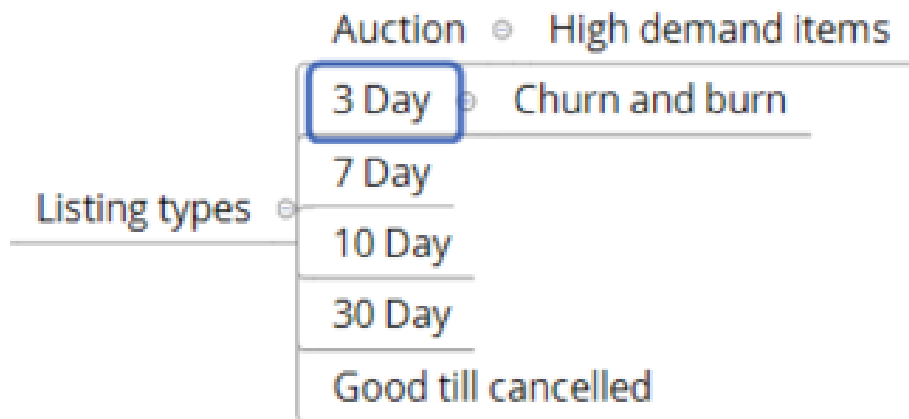 Auction High demand items
3 Day Churn and burn
7 Day
Listing types
10 Day
30 Day
Good till cancelled